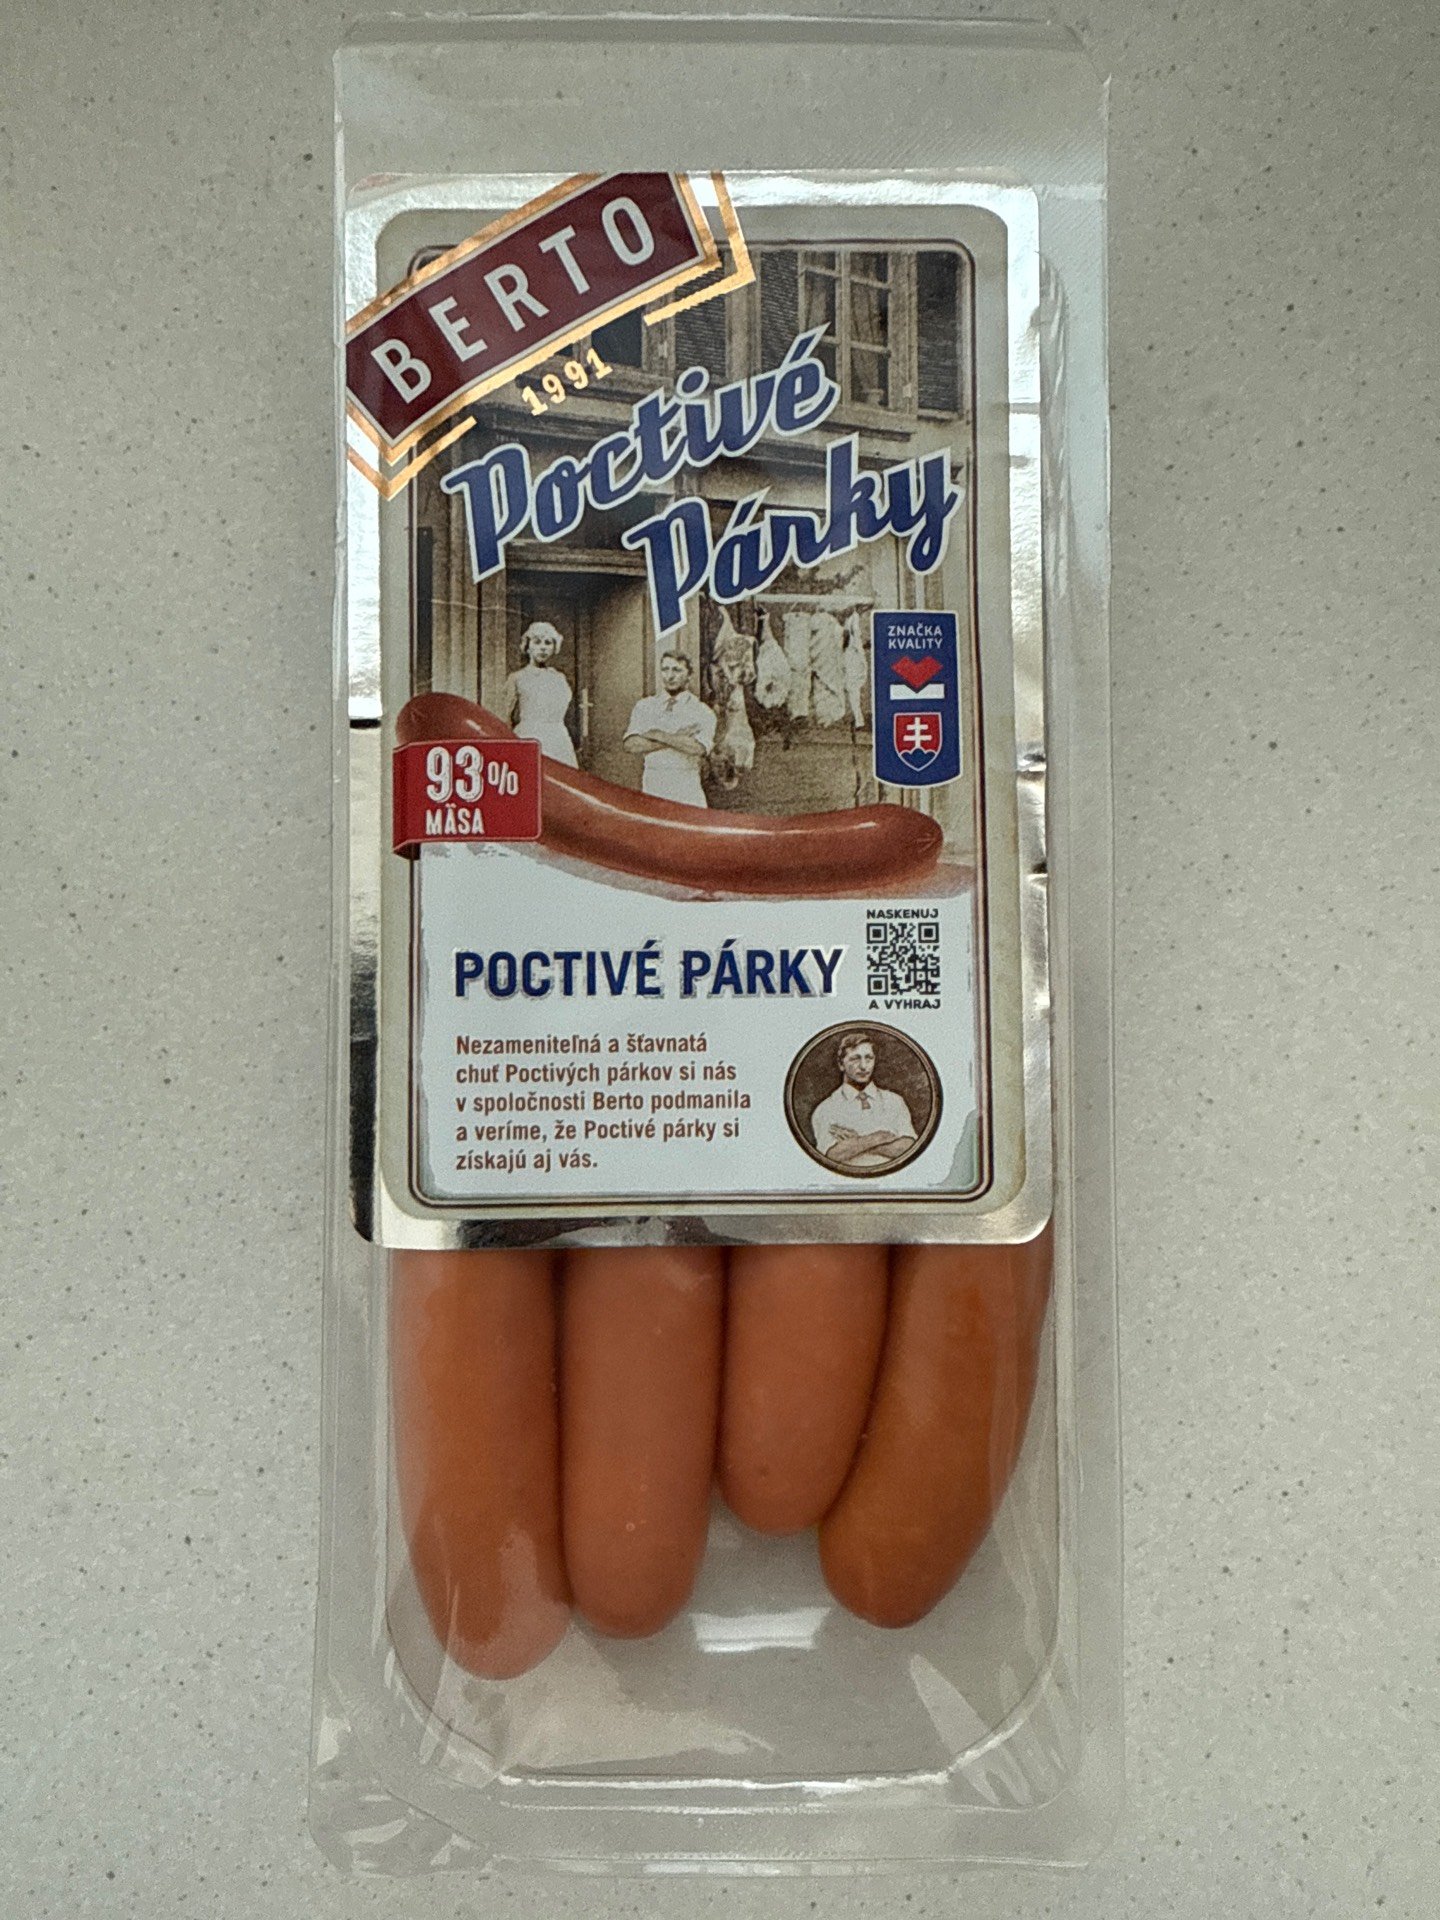 BERTO
1991
Poctivé
Párky
ZNAČKA
KVALITY
93%
MÄSA
NASKENUJ
POCTIVÉ PÁRKY
A VYHRAJ
Nezameniteľná a šťavnatá
chuť Poctivých párkov si nás
v spoločnosti Berto podmanila
a veríme, že Poctivé párky si
získajú aj vás.